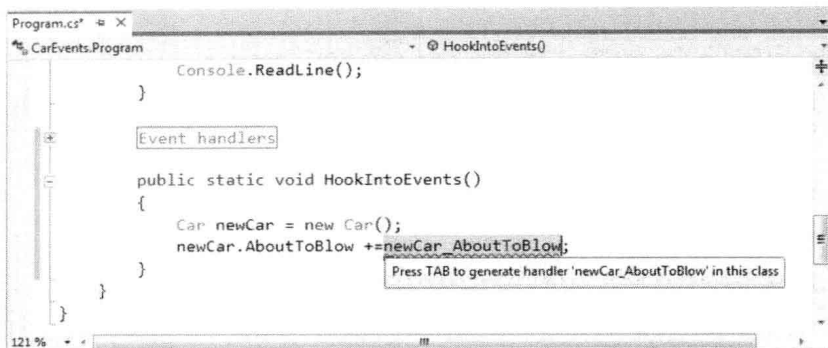 Program.cs*
CarEvents.Program
HookIntoEvents()
Console.ReadLine();
}
Event handlers
public static void HookIntoEvents()
{
Car newCar = new Car();
newCar.AboutToBlow +=newCar_AboutToBlow;
Press TAB to generate handler 'newCar_AboutToBlow' in this class
}
}
}
121 %